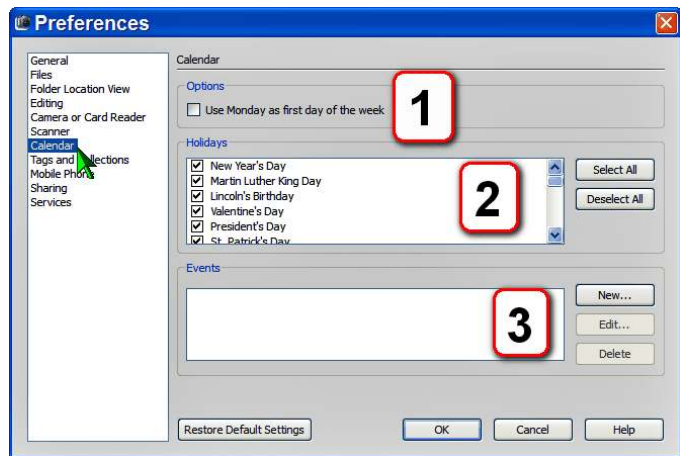 Preferences
General
Files
Folder Location View
Editing
Camera or Card Reader
Scanner
Calendar
Tags and Collections
Mobile Phone
Sharing
Services
Calendar
Options
Use Monday as first day of the week
1
Holidays
New Year's Day
Martin Luther King Day
Lincoln's Birthday
Valentine's Day
President's Day
St. Patrick's Day
2
Select All
Deselect All
Events
3
New...
Edit...
Delete
Restore Default Settings
OK
Cancel
Help